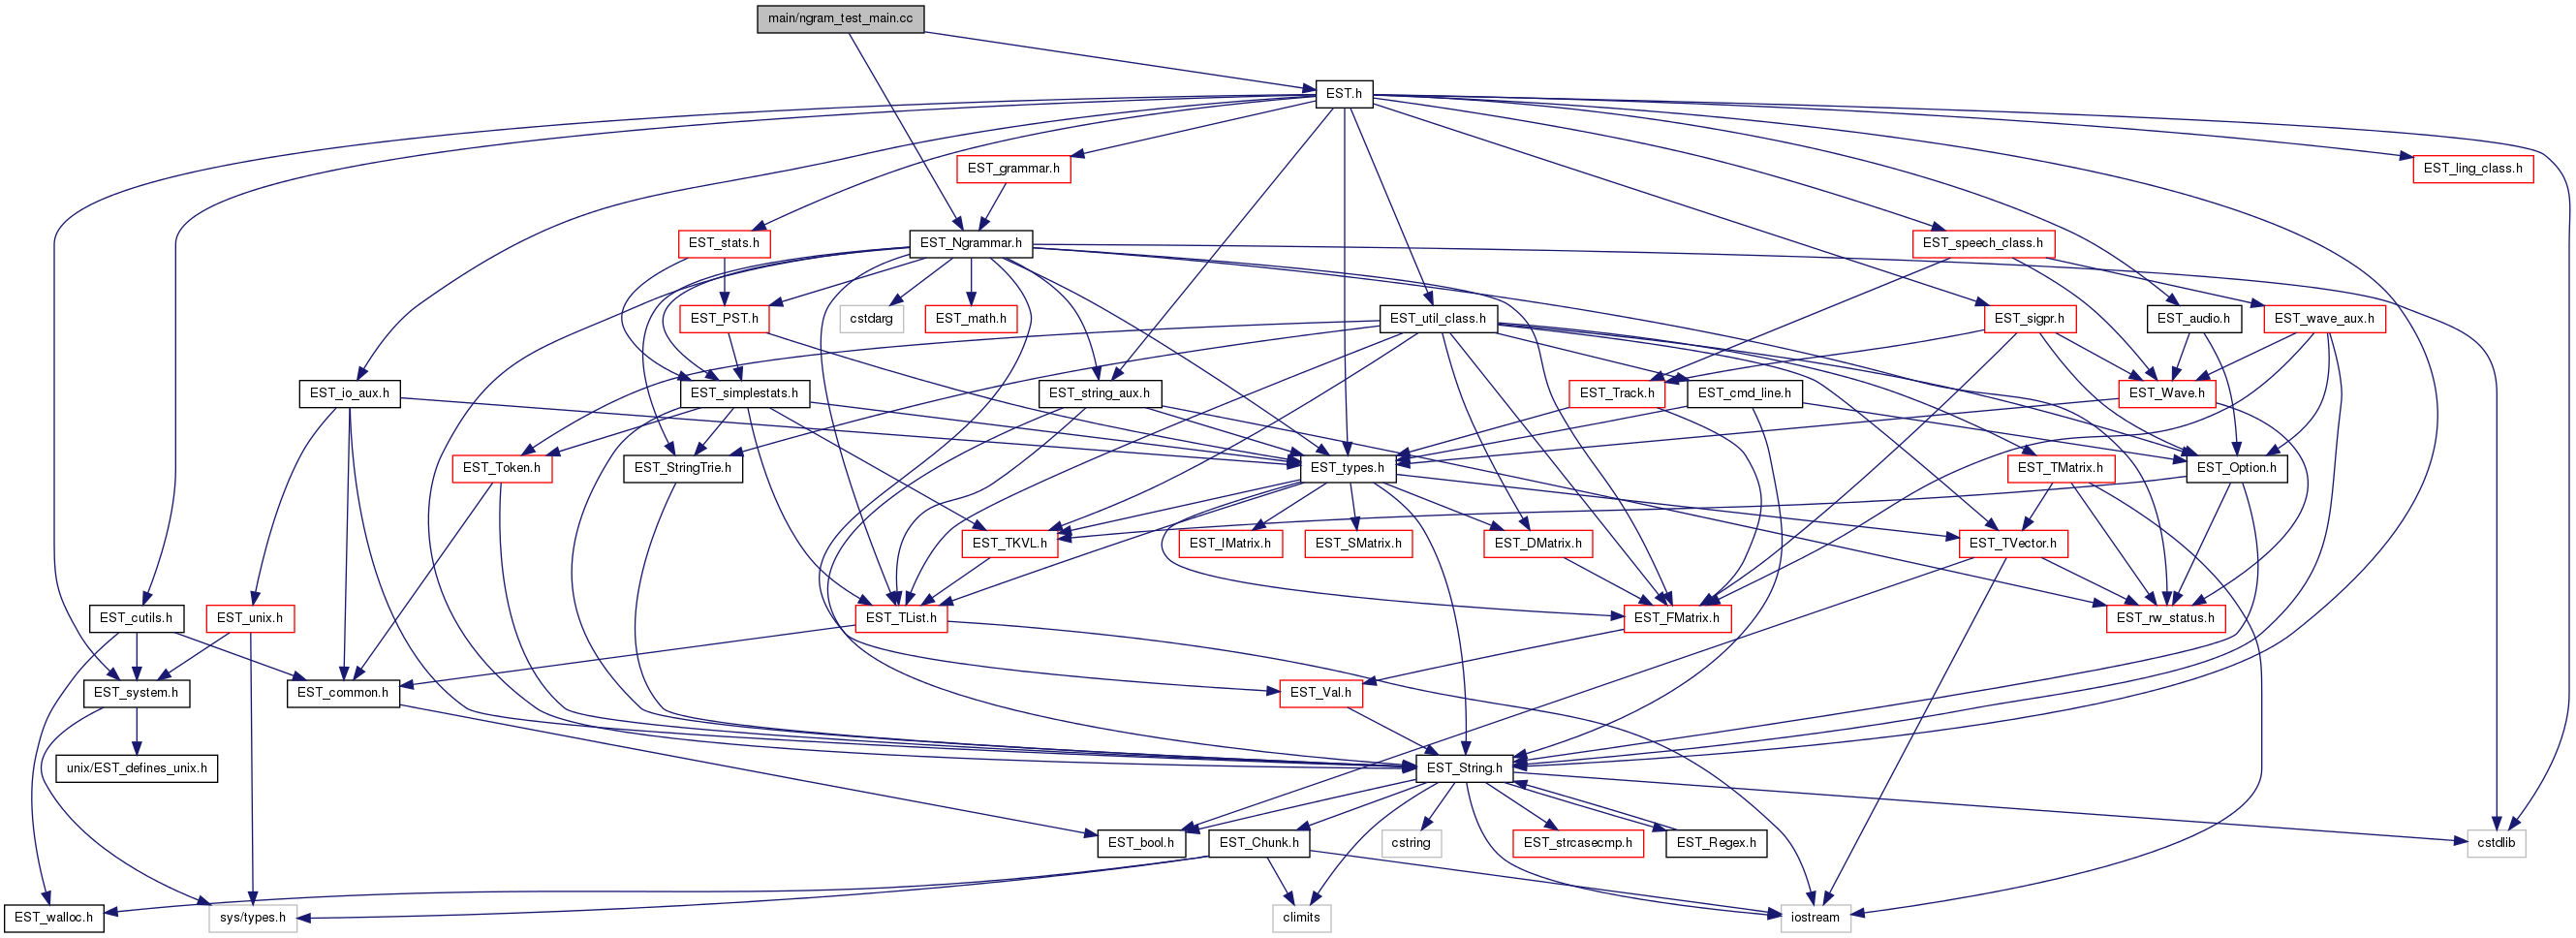 main/ngram_test_main.cc
EST.h
EST_grammar.h
EST_ling_class.h
EST_stats.h
EST_Ngrammar.h
EST_speech_class.h
EST_PST.h
cstdarg
EST_math.h
EST_util_class.h
EST_sigpr.h
EST_audio.h
EST_wave_aux.h
EST_io_aux.h
EST_simplestats.h
EST_string_aux.h
EST_Track.h
EST_cmd_line.h
EST_Wave.h
EST_Token.h
EST_StringTrie.h
EST_types.h
EST_TMatrix.h
EST_Option.h
EST_TKVL.h
EST_IMatrix.h
EST_SMatrix.h
EST_DMatrix.h
EST_TVector.h
EST_cutils.h
EST_unix.h
EST_TList.h
EST_FMatrix.h
EST_rw_status.h
EST_system.h
EST_common.h
EST_Val.h
unix/EST_defines_unix.h
EST_String.h
EST_bool.h
EST_Chunk.h
cstring
EST_strcasecmp.h
EST_Regex.h
cstdlib
EST_walloc.h
sys/types.h
climits
iostream